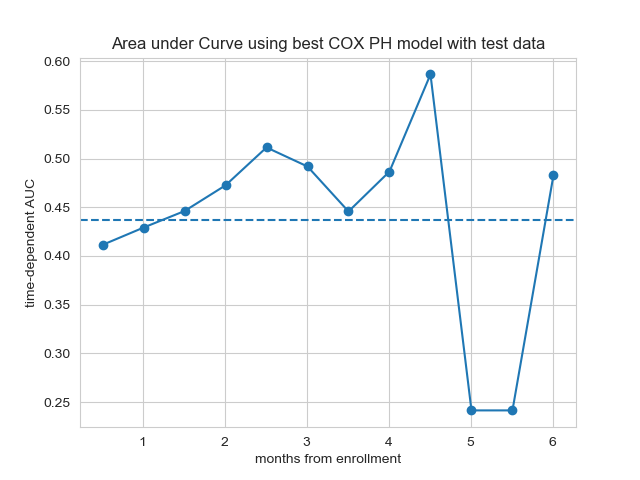 Area under Curve using best COX PH model with test data
time-dependent AUC
0.60
0.55
0.50
0.45
0.40
0.35
0.30
0.25
1 2 3 4 5 6
months from enrollment